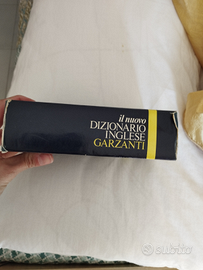 il nuovo
DIZIONARIO
INGLESE
GARZANTI
subito